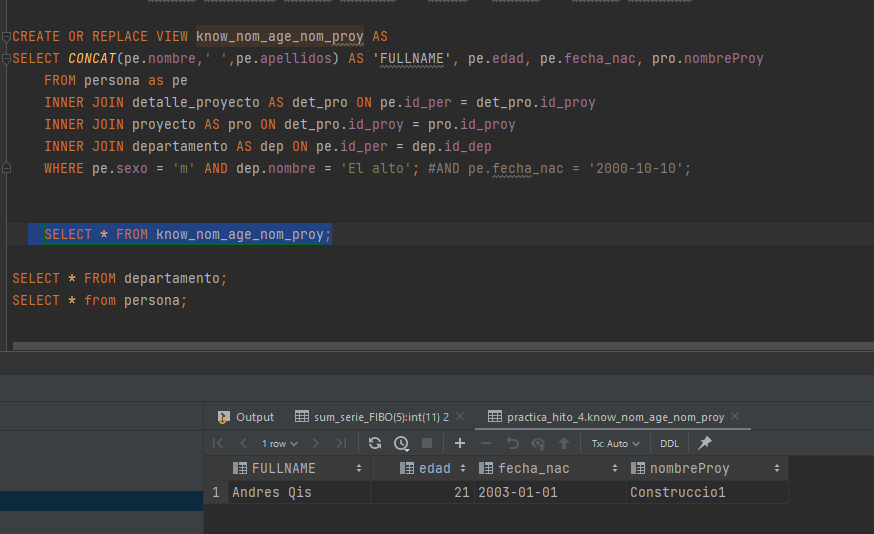 CREATE OR REPLACE VIEW know_nom_age_nom_proy AS
SELECT CONCAT(pe.nombre,' ',pe.apellidos) AS 'FULLNAME', pe.edad, pe.fecha_nac, pro.nombreProy
FROM persona as pe
INNER JOIN detalle_proyecto AS det_pro ON pe.id_per = det_pro.id_proy
INNER JOIN proyecto AS pro ON det_pro.id_proy = pro.id_proy
INNER JOIN departamento AS dep ON pe.id_per = dep.id_dep
WHERE pe.sexo = 'm' AND dep.nombre = 'El alto'; #AND pe.fecha_nac = '2000-10-10';
SELECT * FROM know_nom_age_nom_proy;
SELECT * FROM departamento;
SELECT * from persona;
Output sum_serie_FIBO(5):int(11) 2 practica_hito_4.know_nom_age_nom_proy
1 row Tx: Auto DDL
FULLNAME edad fecha_nac nombreProy
1 Andres Qis 21 2003-01-01 Construccio1